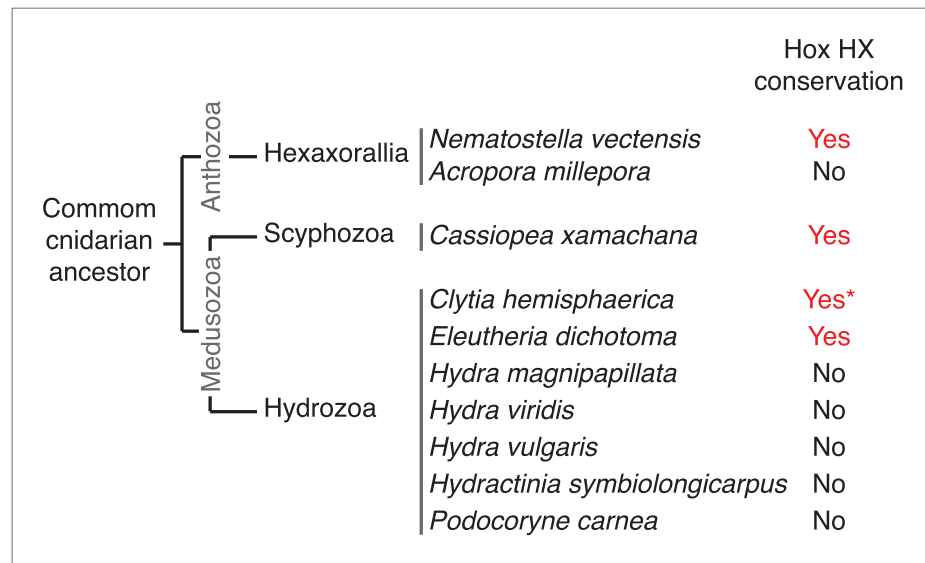 Hox HX
conservation
Commom
cnidarian
ancestor
Anthozoa
Medusozoa
Hexaxorallia
Nematostella vectensis Yes
Acropora millepora No
Scyphozoa
Cassiopea xamachana Yes
Hydrozoa
Clytia hemisphaerica Yes*
Eleutheria dichotoma Yes
Hydra magnipapillata No
Hydra viridis No
Hydra vulgaris No
Hydractinia symbiolongicarpus No
Podocoryne carnea No